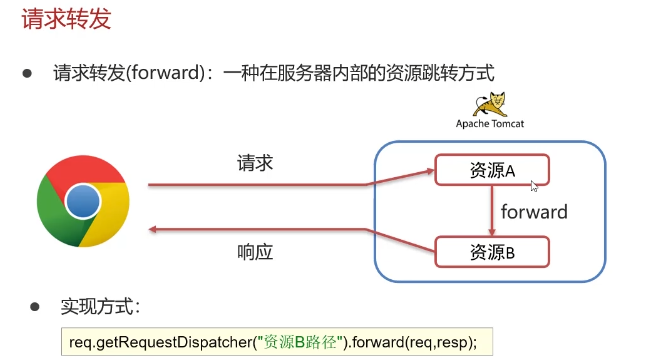 请求转发
● 请求转发(forward)：一种在服务器内部的资源跳转方式
Apache Tomcat
请求
资源A
forward
响应
资源B
● 实现方式：
req.getRequestDispatcher("资源B路径").forward(req,resp);